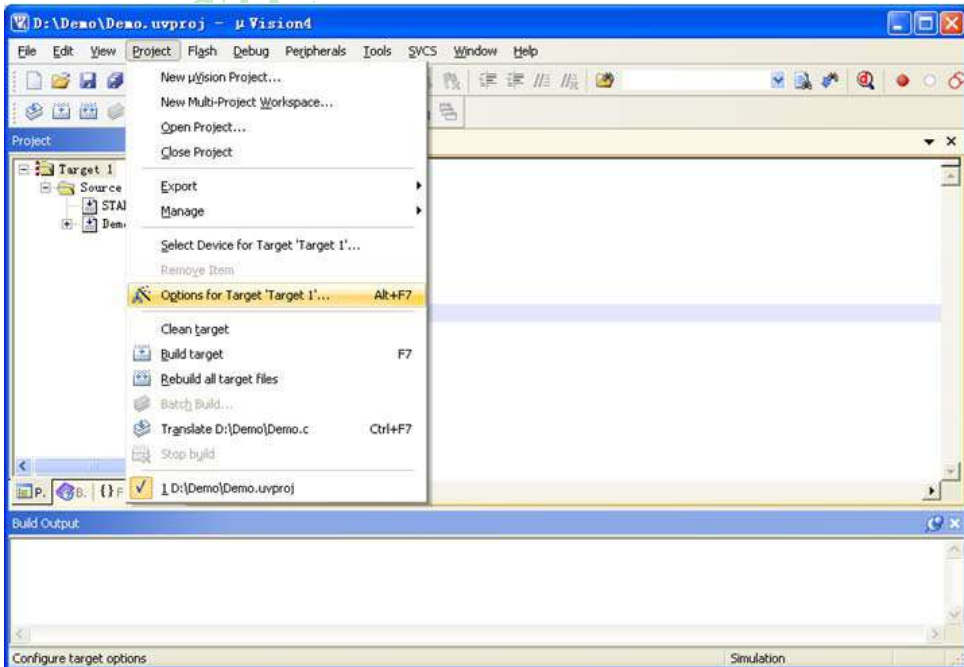 D:\Demo\Demo.uvproj - µVision4
File Edit View Project Flash Debug Peripherals Tools SVCS Window Help
New µVision Project...
New Multi-Project Workspace...
Open Project...
Close Project
Export
Manage
Select Device for Target 'Target 1'...
Remove Item
Options for Target 'Target 1'... Alt+F7
Clean target
Build target F7
Rebuild all target files
Batch Build...
Translate D:\Demo\Demo.c Ctrl+F7
Stop build
1 D:\Demo\Demo.uvproj
Project
Target 1
Source
STA
Dem
P. B. {} F
Build Output
Configure target options Simulation